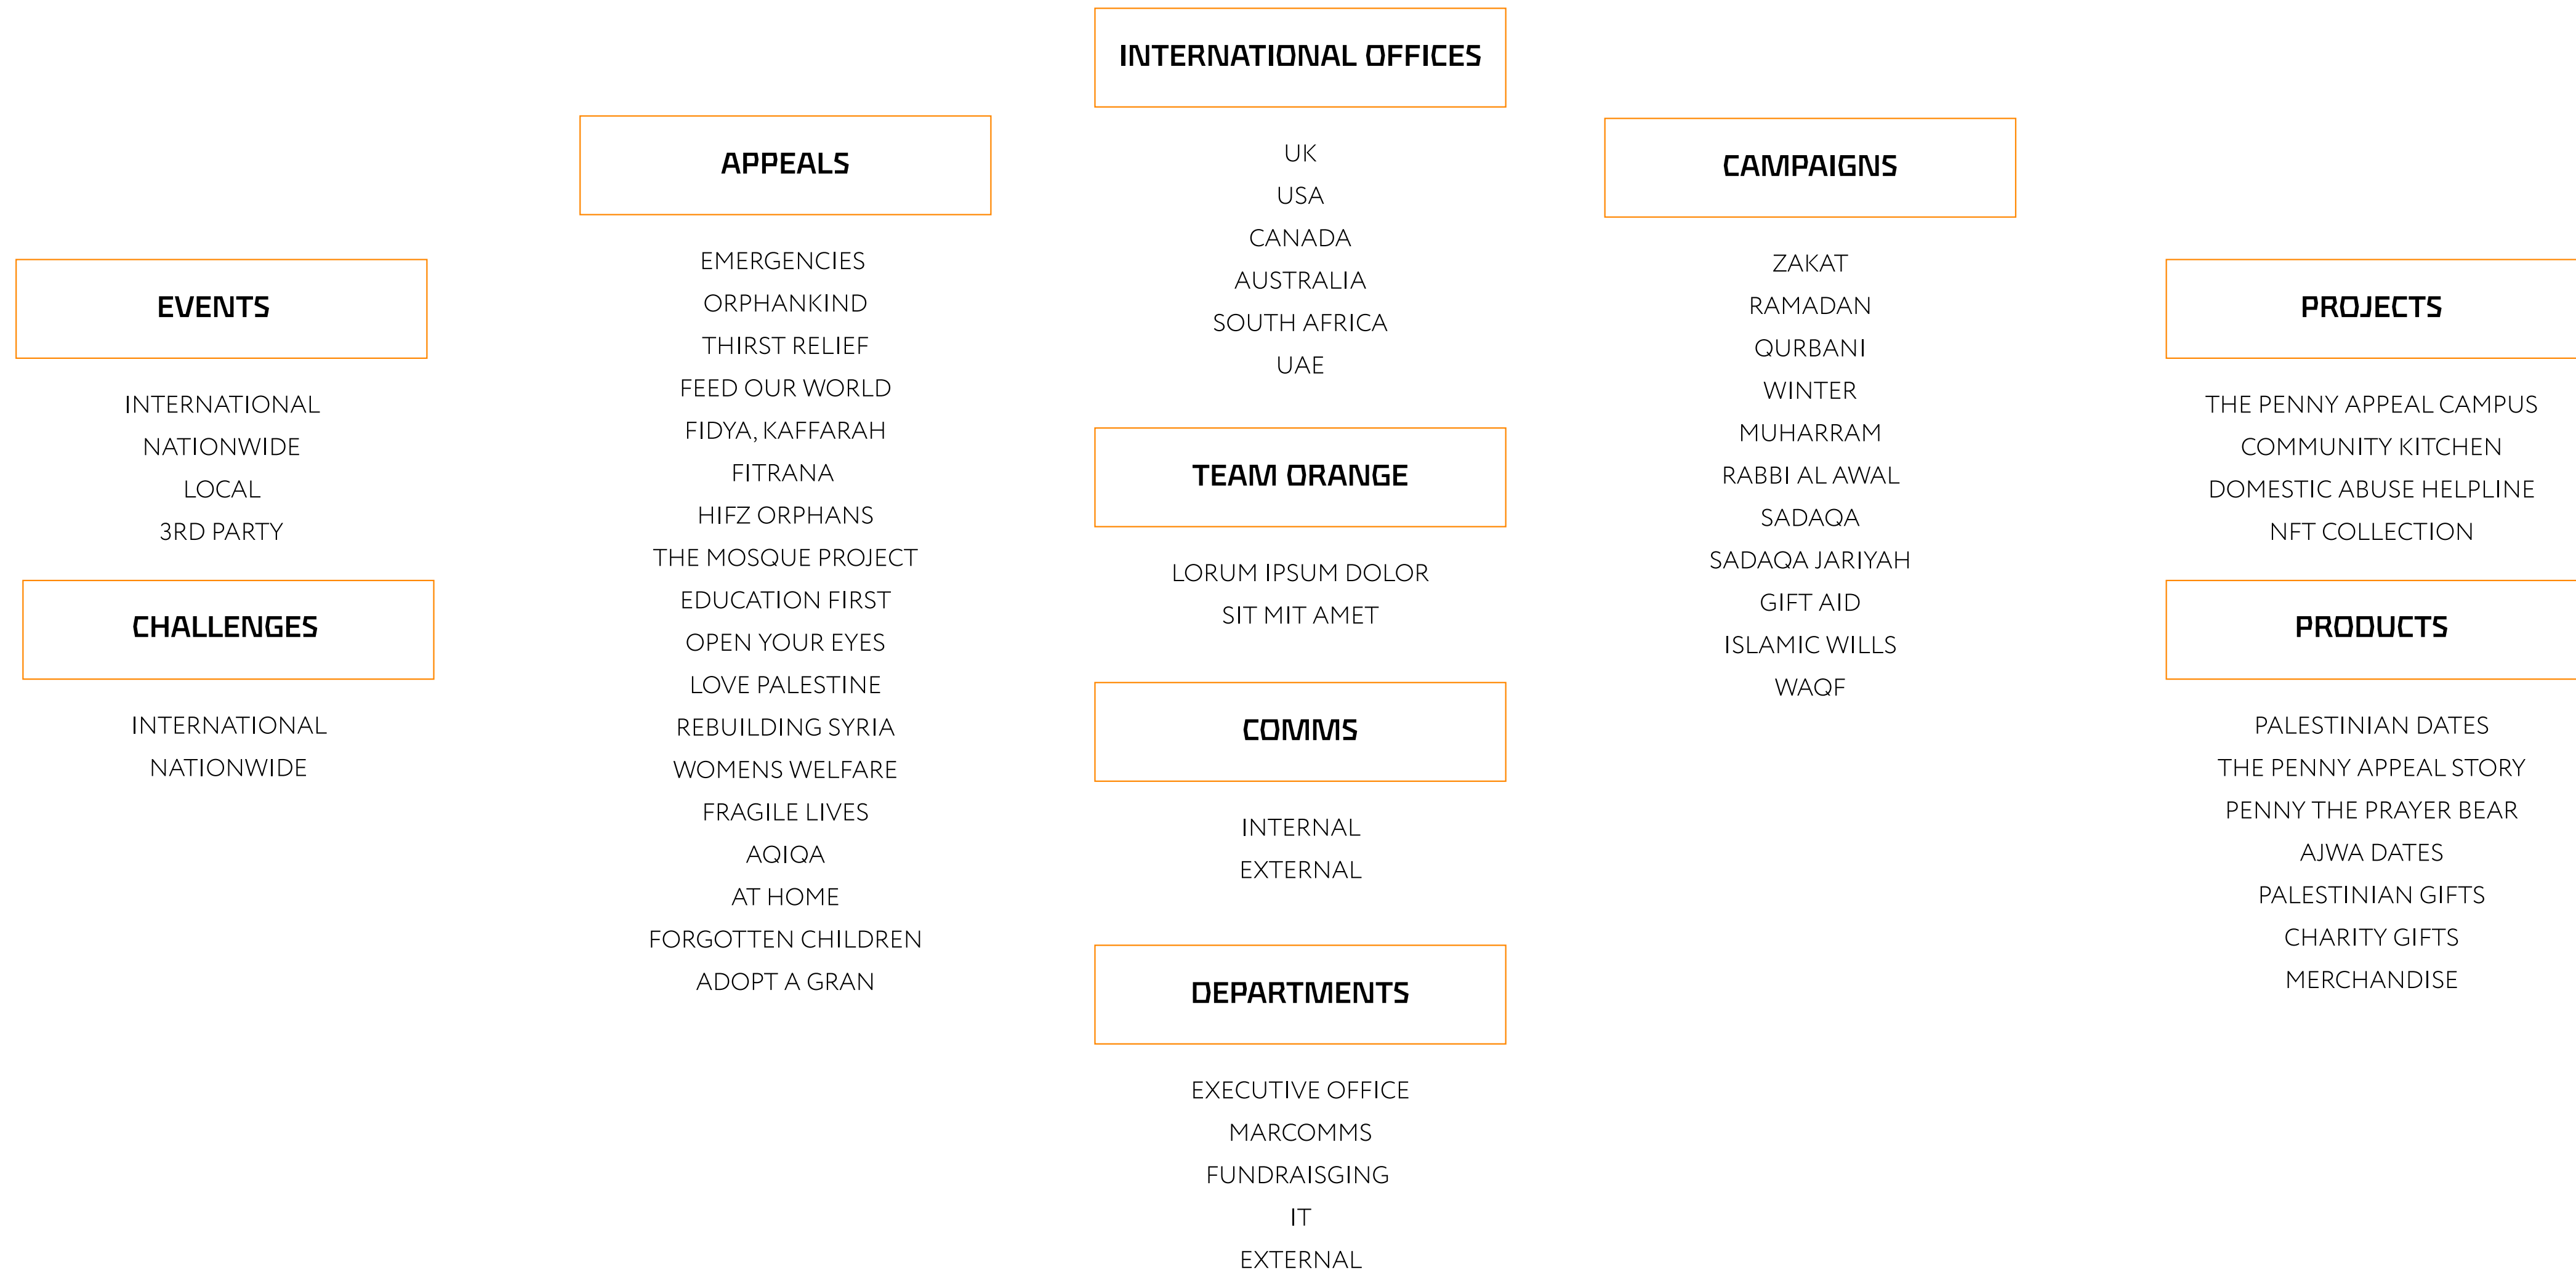 EVENTS
INTERNATIONAL
NATIONWIDE
LOCAL
3RD PARTY
CHALLENGES
INTERNATIONAL
NATIONWIDE
APPEALS
EMERGENCIES
ORPHANKIND
THIRST RELIEF
FEED OUR WORLD
FIDYA, KAFFARAH
FITRANA
HIFZ ORPHANS
THE MOSQUE PROJECT
EDUCATION FIRST
OPEN YOUR EYES
LOVE PALESTINE
REBUILDING SYRIA
WOMENS WELFARE
FRAGILE LIVES
AQIQA
AT HOME
FORGOTTEN CHILDREN
ADOPT A GRAN
INTERNATIONAL OFFICES
UK
USA
CANADA
AUSTRALIA
SOUTH AFRICA
UAE
TEAM ORANGE
LORUM IPSUM DOLOR
SIT MIT AMET
COMMS
INTERNAL
EXTERNAL
DEPARTMENTS
EXECUTIVE OFFICE
MARCOMMS
FUNDRAISGING
IT
EXTERNAL
CAMPAIGNS
ZAKAT
RAMADAN
QURBANI
WINTER
MUHARRAM
RABBI AL AWAL
SADAQA
SADAQA JARIYAH
GIFT AID
ISLAMIC WILLS
WAQF
PROJECTS
THE PENNY APPEAL CAMPUS
COMMUNITY KITCHEN
DOMESTIC ABUSE HELPLINE
NFT COLLECTION
PRODUCTS
PALESTINIAN DATES
THE PENNY APPEAL STORY
PENNY THE PRAYER BEAR
AJWA DATES
PALESTINIAN GIFTS
CHARITY GIFTS
MERCHANDISE